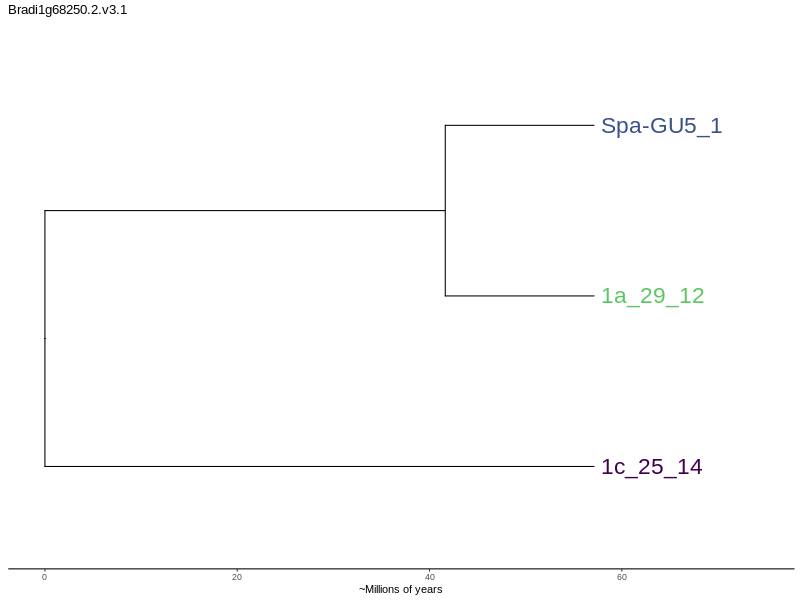 Bradi1g68250.2.v3.1
Spa-GU5_1
1a_29_12
1c_25_14
0 20 40 60
~Millions of years